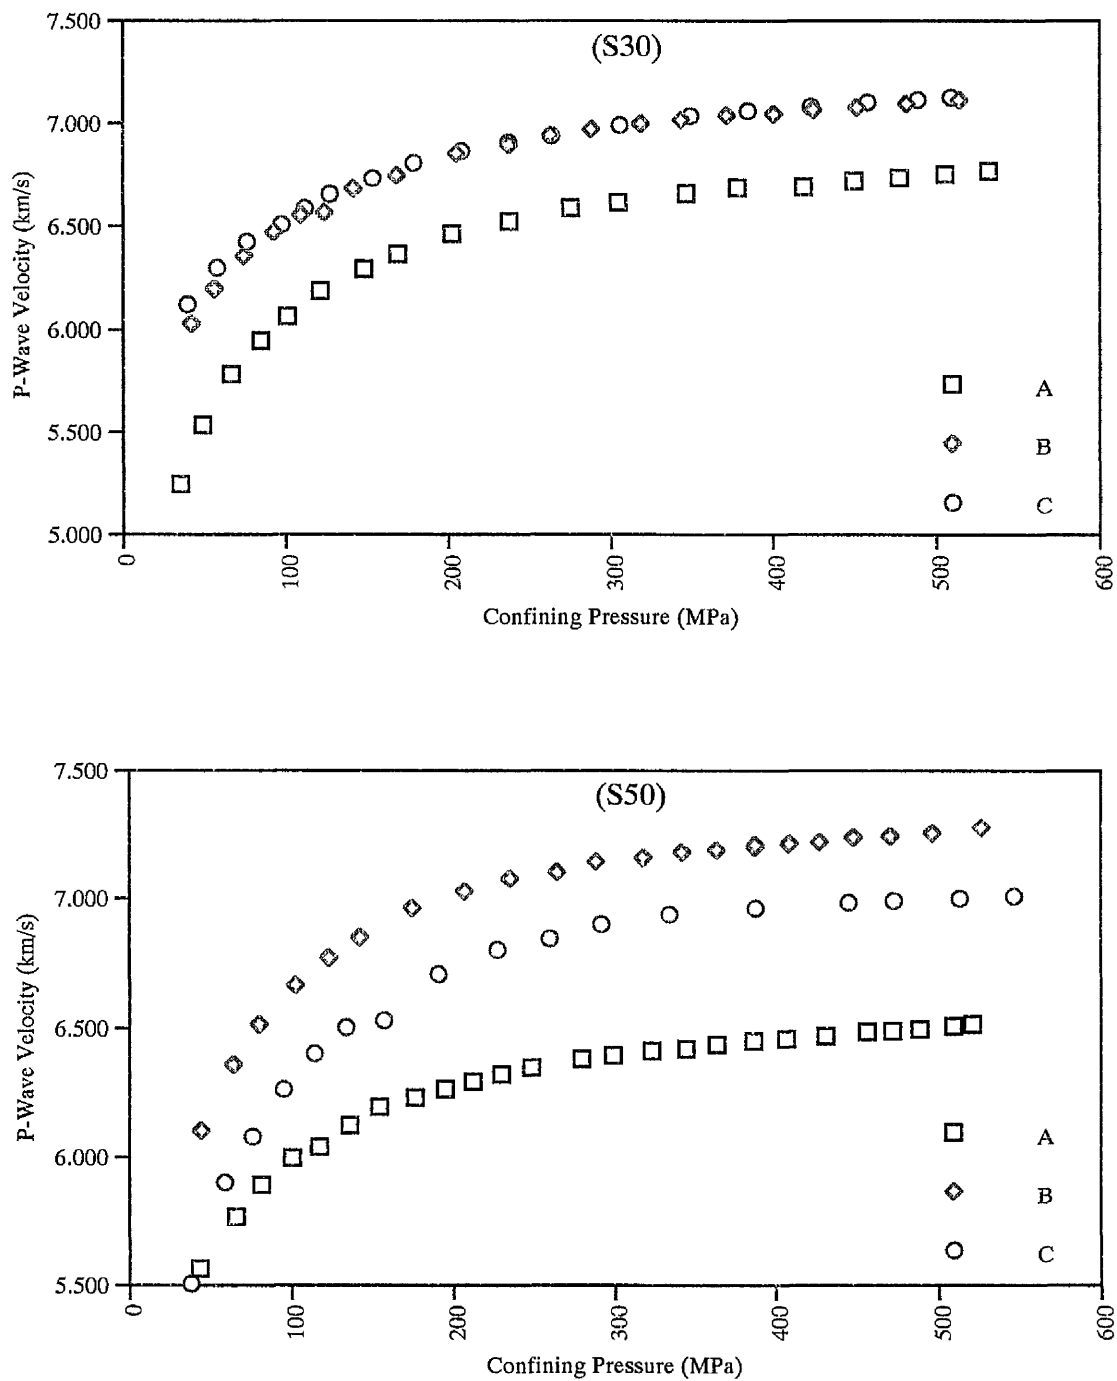 (S30)
7.500
7.000
6.500
6.000
5.500
5.000
P-Wave Velocity (km/s)
A
B
C
0
100
200
300
400
500
600
Confining Pressure (MPa)
(S50)
7.500
7.000
6.500
6.000
5.500
P-Wave Velocity (km/s)
A
B
C
0
100
200
300
400
500
600
Confining Pressure (MPa)